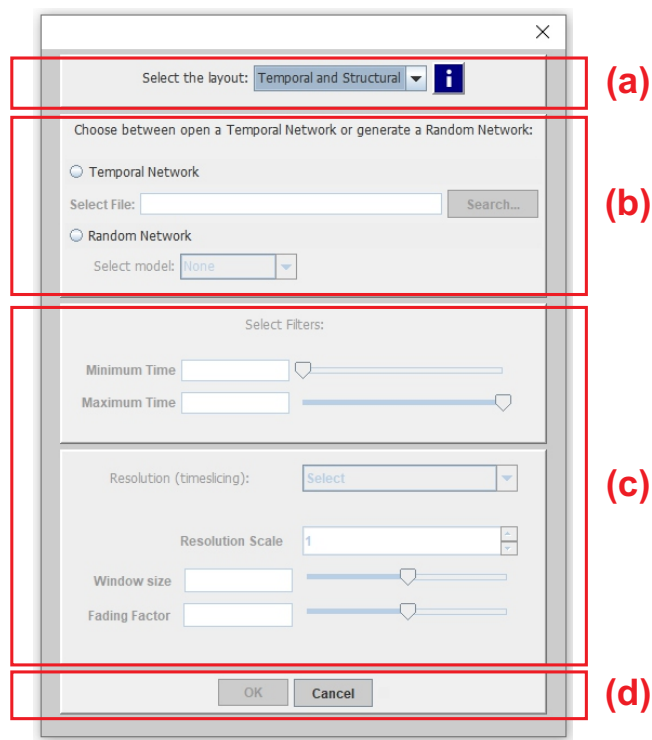 Select the layout: Temporal and Structural i
(a)
Choose between open a Temporal Network or generate a Random Network:
Temporal Network
Select File: Search...
(b)
Random Network
Select model: None
Select Filters:
Minimum Time
Maximum Time
Resolution (timeslicing): Select
(c)
Resolution Scale 1
Window size
Fading Factor
OK Cancel
(d)